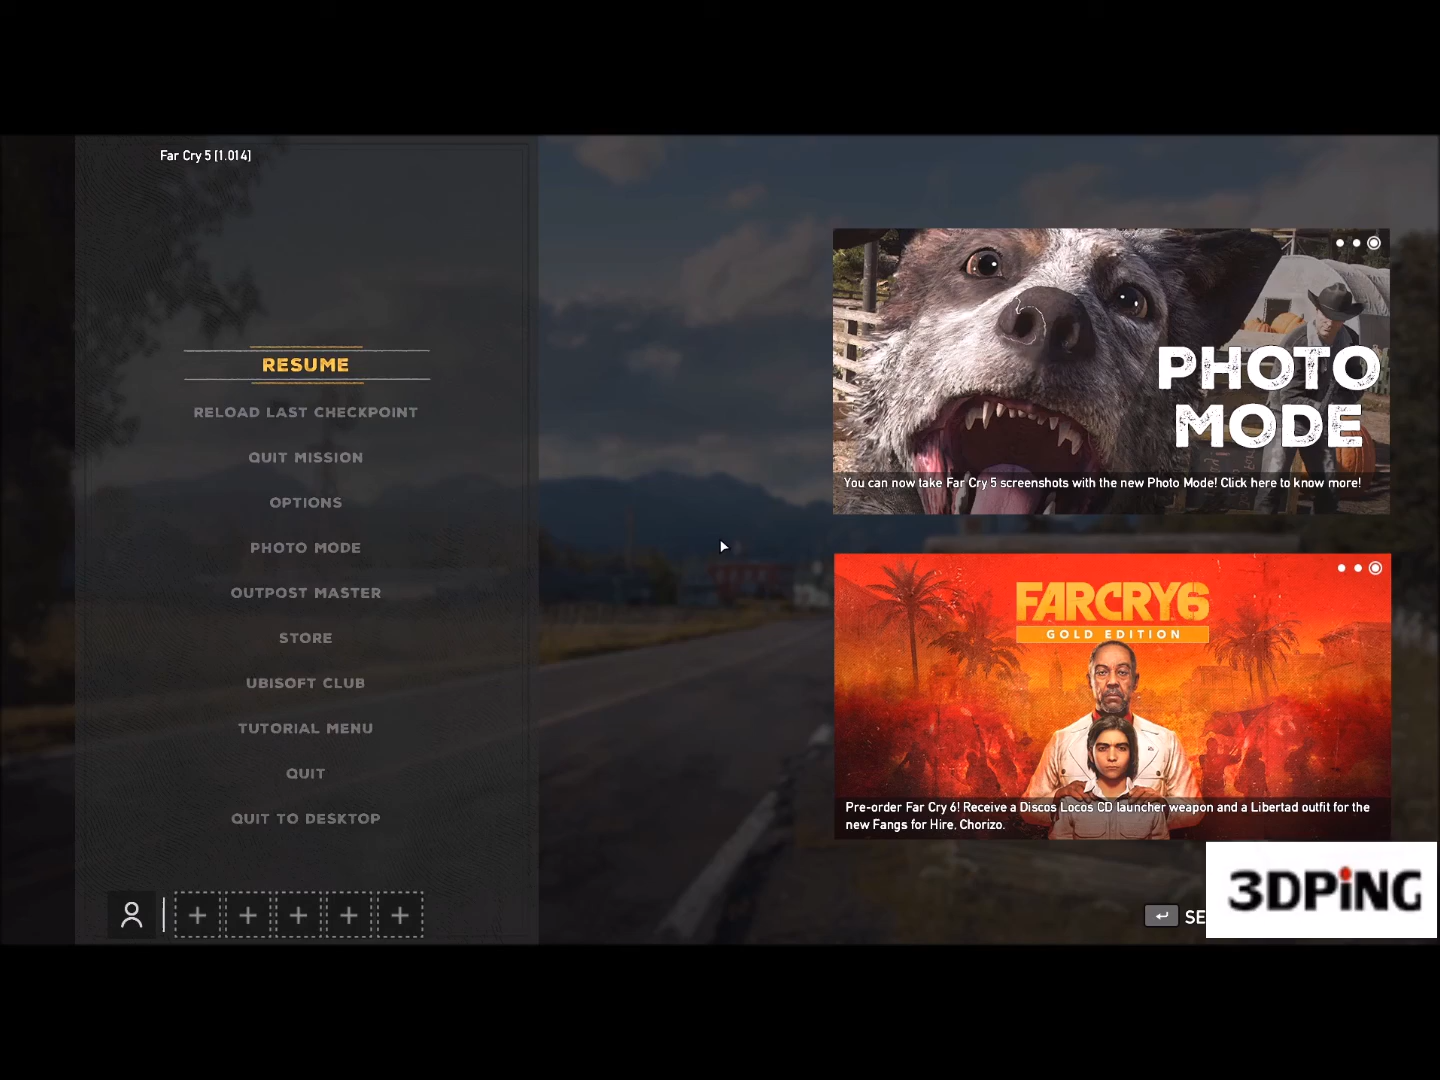 Far Cry 5 [1.014]
RESUME
RELOAD LAST CHECKPOINT
QUIT MISSION
OPTIONS
PHOTO MODE
OUTPOST MASTER
STORE
UBISOFT CLUB
TUTORIAL MENU
QUIT
QUIT TO DESKTOP
PHOTO
MODE
You can now take Far Cry 5 screenshots with the new Photo Mode! Click here to know more!
FARCRY6
GOLD EDITION
Pre-order Far Cry 6! Receive a Discos Locos CD launcher weapon and a Libertad outfit for the
new Fangs for Hire, Chorizo.
SE
3DPiNG